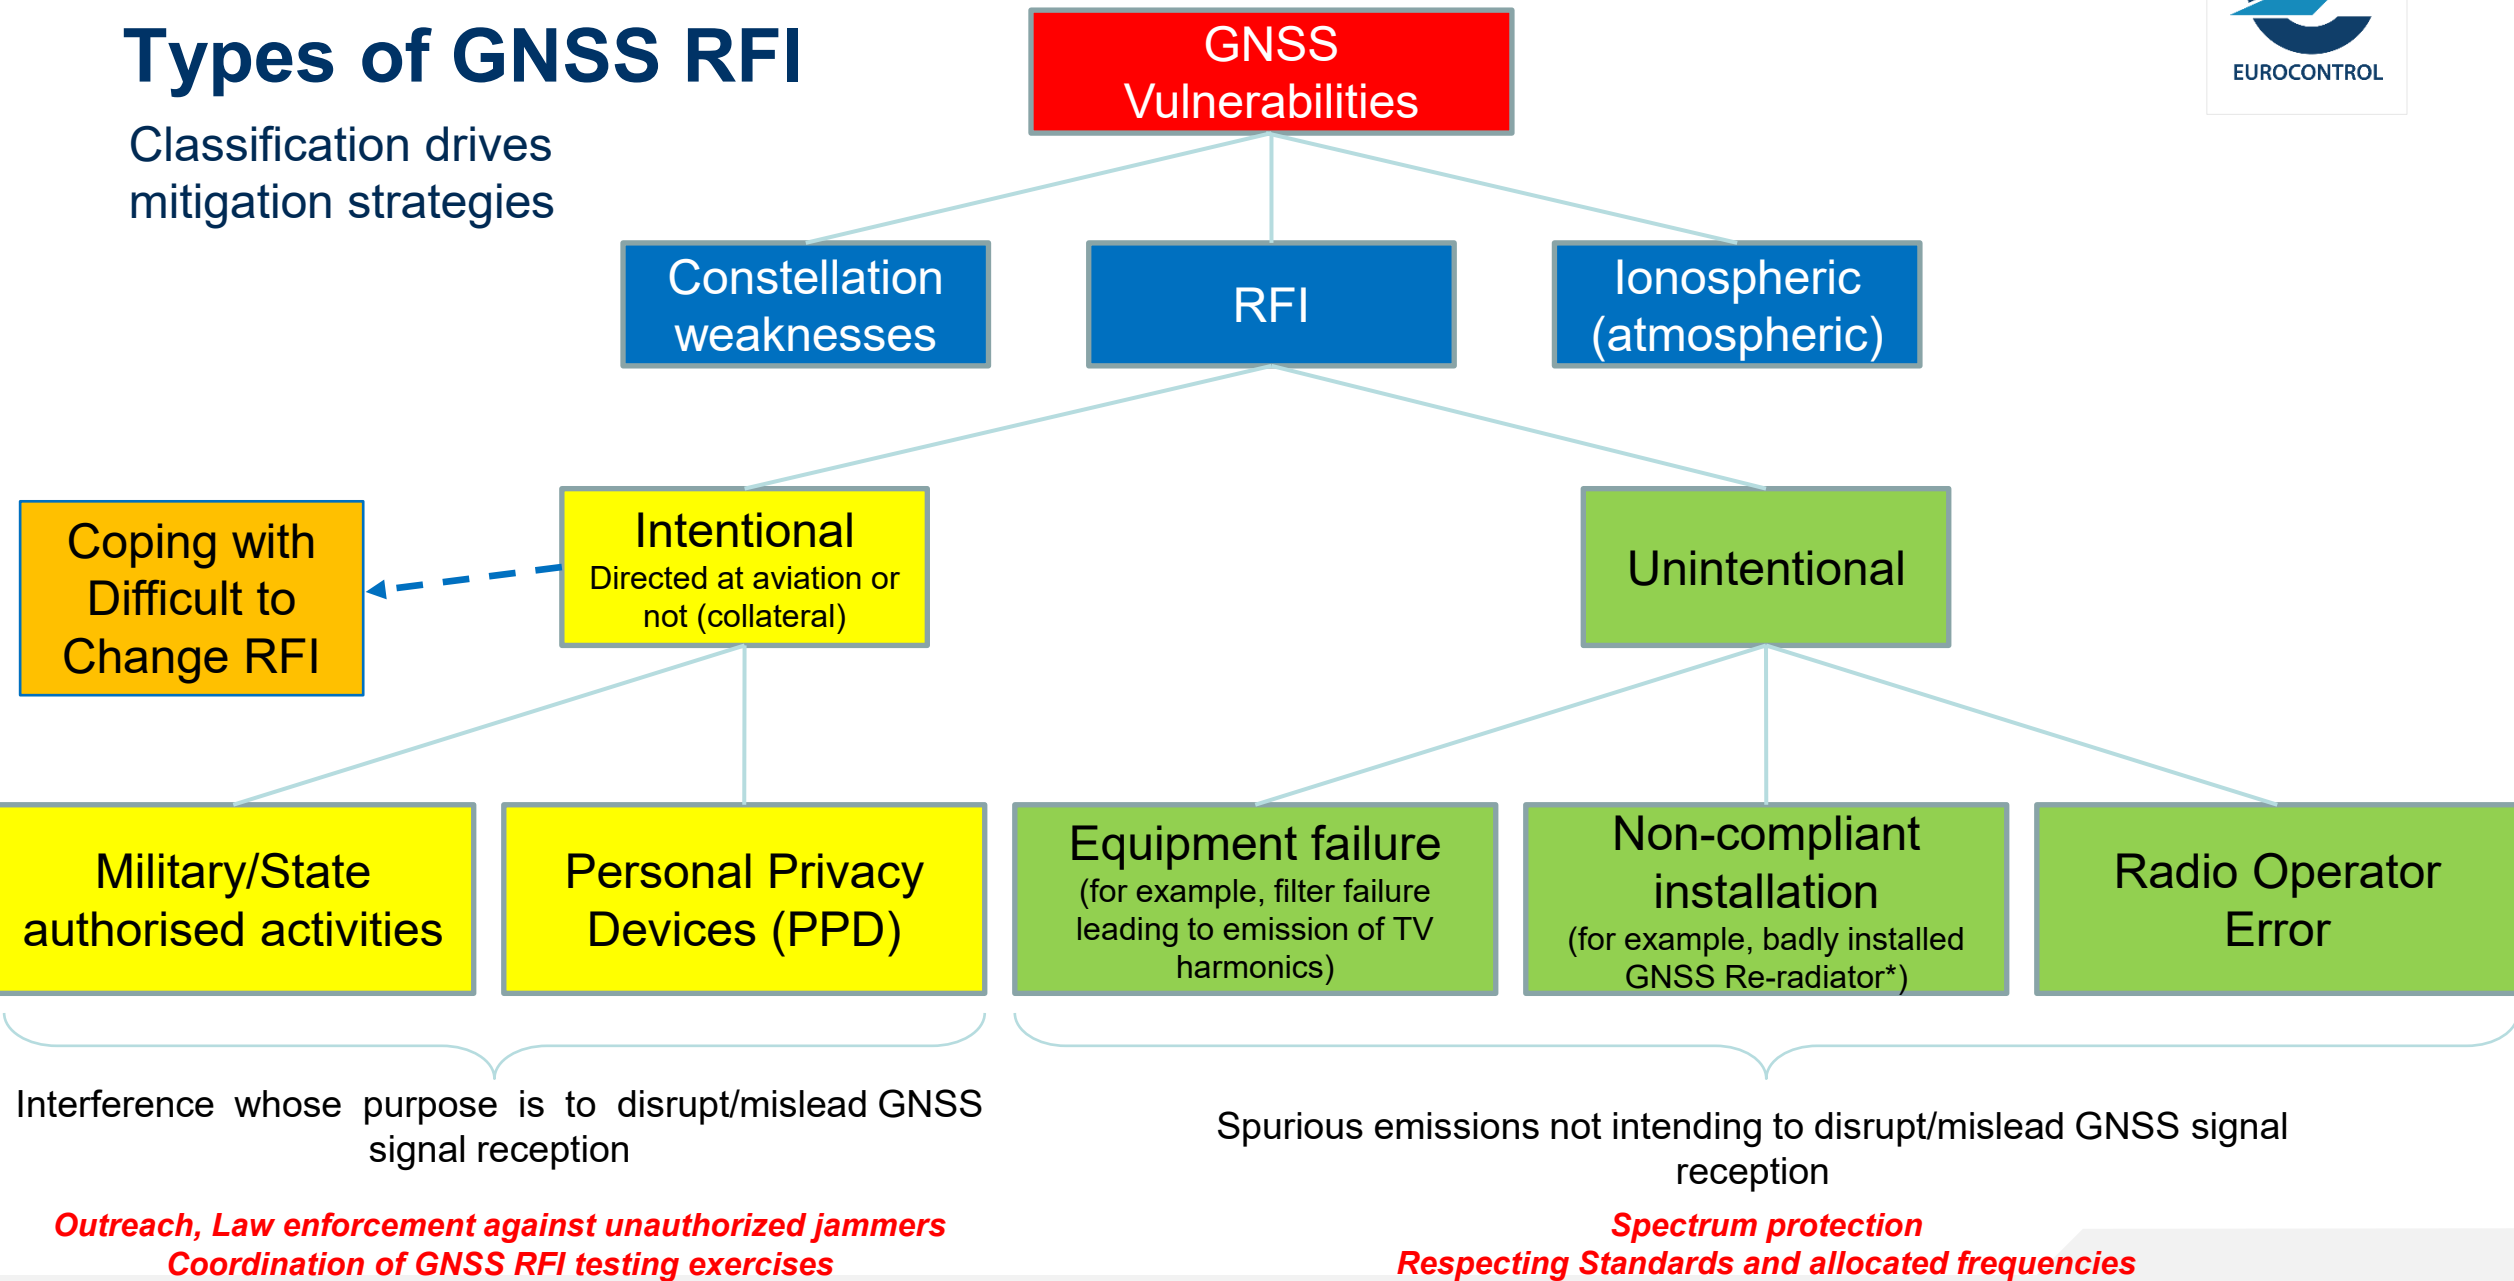 Types of GNSS RFI
Classification drives
mitigation strategies
GNSS
Vulnerabilities
EUROCONTROL
Constellation
weaknesses
RFI
Ionospheric
(atmospheric)
Coping with
Difficult to
Change RFI
Intentional
Directed at aviation or
not (collateral)
Unintentional
Military/State
authorised activities
Personal Privacy
Devices (PPD)
Equipment failure
(for example, filter failure
leading to emission of TV
harmonics)
Non-compliant
installation
(for example, badly installed
GNSS Re-radiator*)
Radio Operator
Error
Interference whose purpose is to disrupt/mislead GNSS
signal reception
Outreach, Law enforcement against unauthorized jammers
Coordination of GNSS RFI testing exercises
Spurious emissions not intending to disrupt/mislead GNSS signal
reception
Spectrum protection
Respecting Standards and allocated frequencies